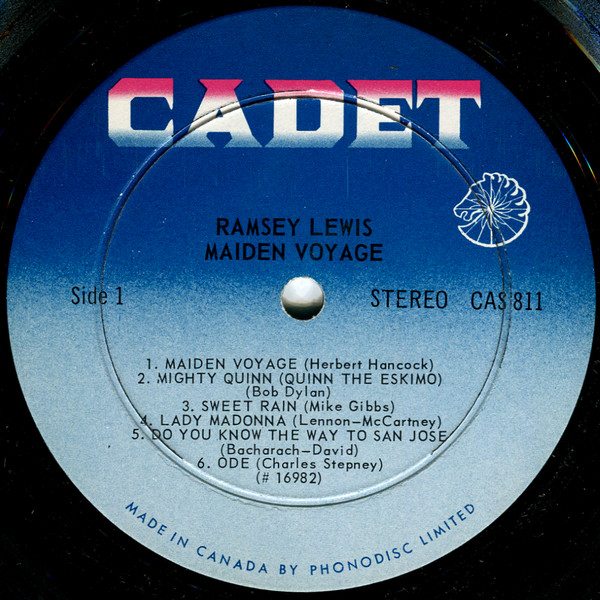 CADET
RAMSEY LEWIS
MAIDEN VOYAGE
Side 1
STEREO CAS 811
1. MAIDEN VOYAGE (Herbert Hancock)
2. MIGHTY QUINN (QUINN THE ESKIMO)
(Bob Dylan)
3. SWEET RAIN (Mike Gibbs)
4. LADY MADONNA (Lennon-McCartney)
5. DO YOU KNOW THE WAY TO SAN JOSE
(Bacharach-David)
6. ODE (Charles Stepney)
(# 16982)
MADE IN CANADA BY PHONODISC LIMITED